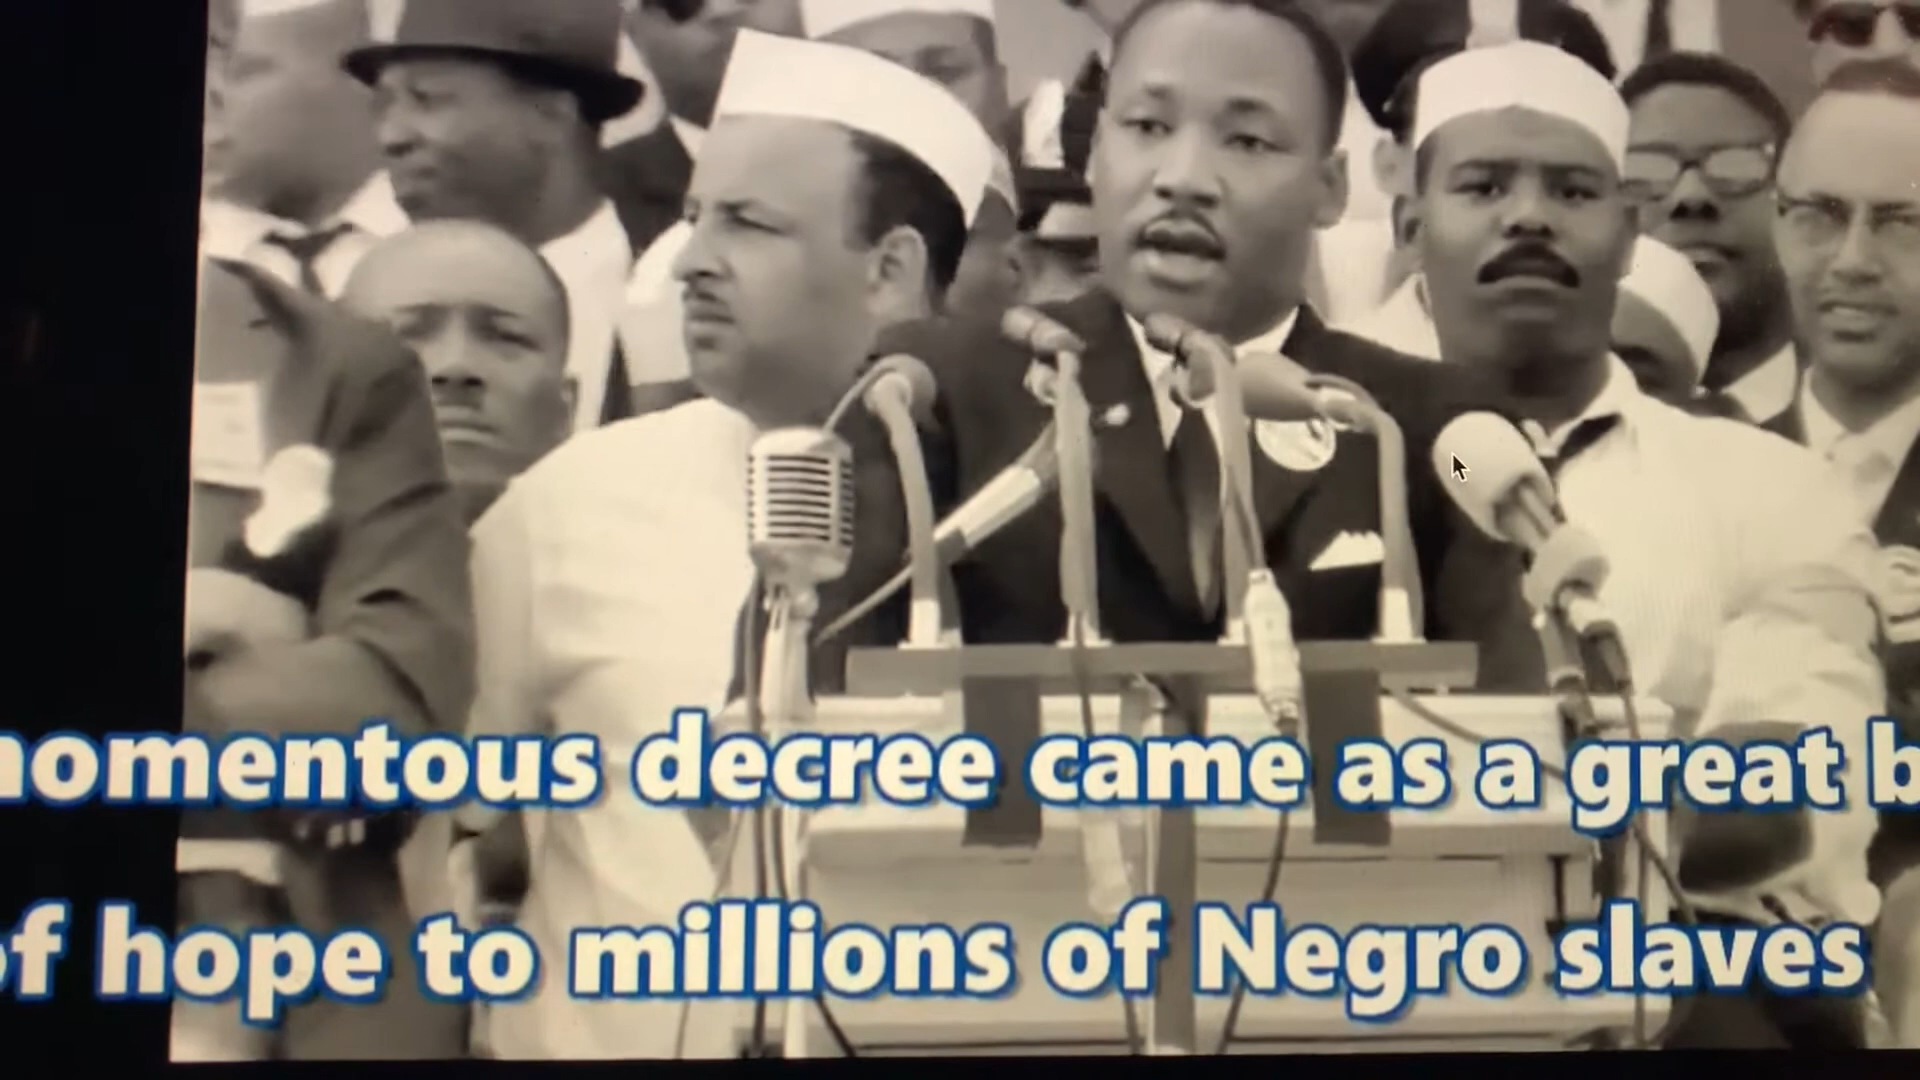 momentous decree came as a great
of hope to millions of Negro slaves